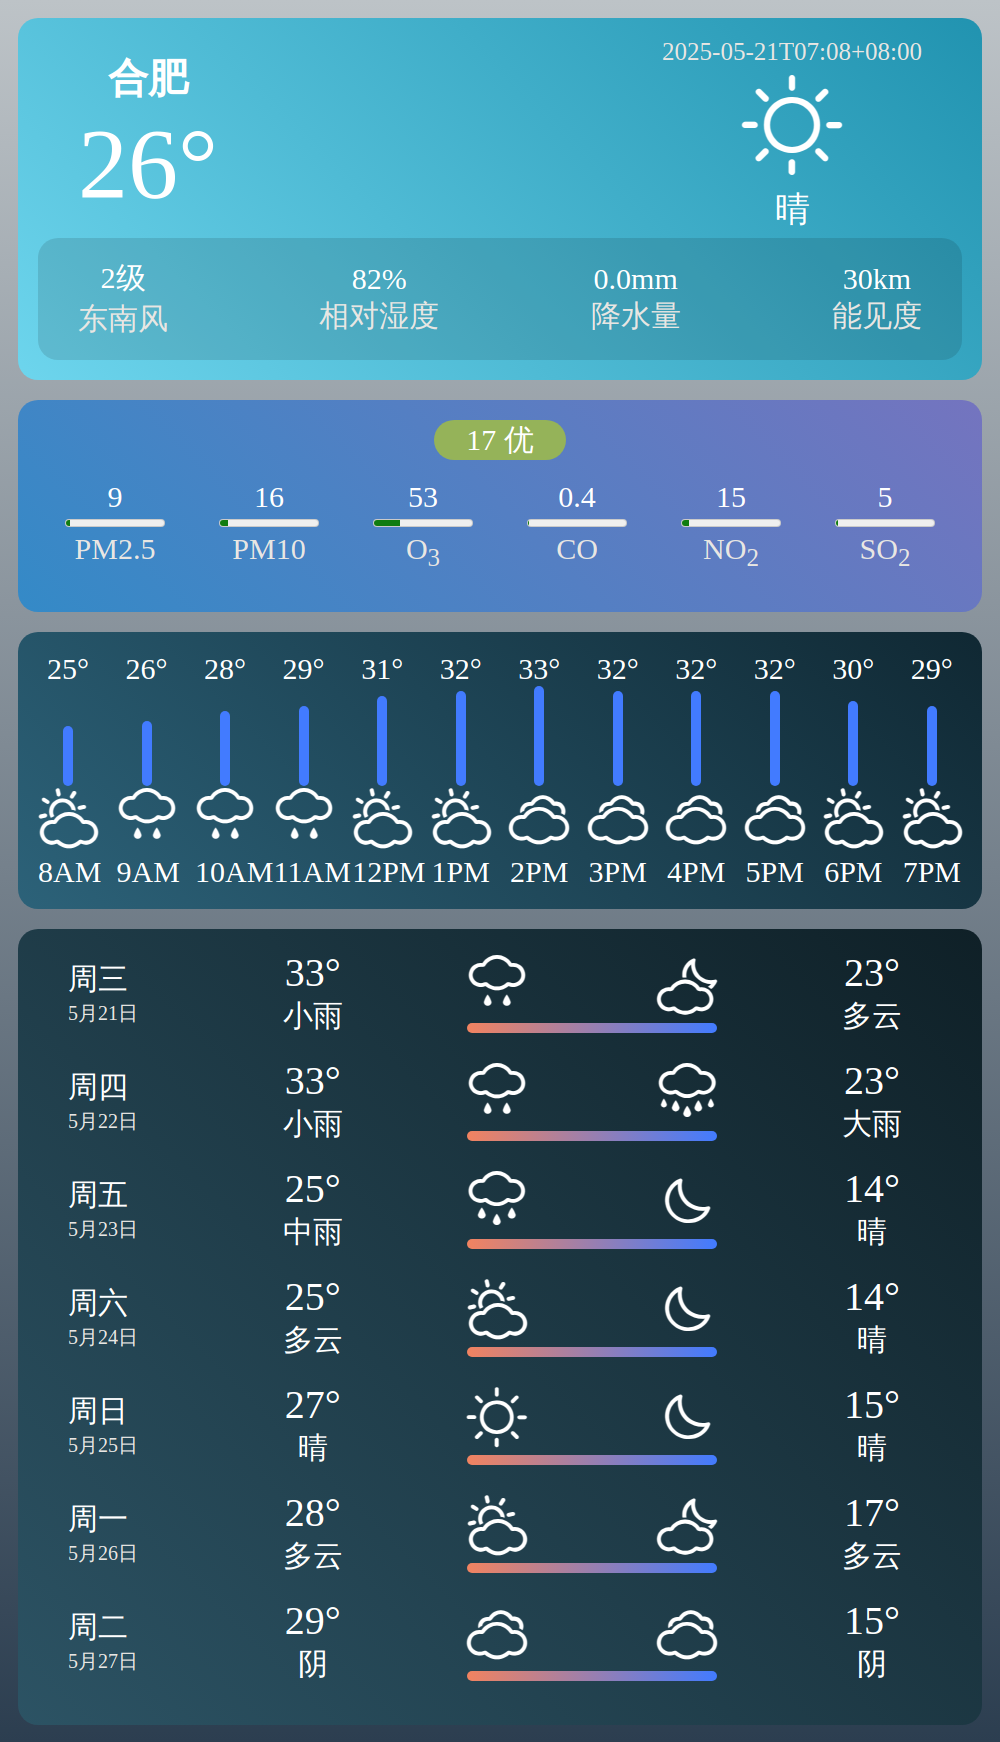 合肥
26°
2025-05-21T07:08+08:00
晴
2级 82% 0.0mm 30km
东南风 相对湿度 降水量 能见度
17 优
9 16 53 0.4 15 5
PM2.5 PM10 O3 CO NO2 SO2
25° 26° 28° 29° 31° 32° 33° 32° 32° 32° 30° 29°
8AM 9AM 10AM 11AM 12PM 1PM 2PM 3PM 4PM 5PM 6PM 7PM
周三 33° 23°
5月21日 小雨 多云
周四 33° 23°
5月22日 小雨 大雨
周五 25° 14°
5月23日 中雨 晴
周六 25° 14°
5月24日 多云 晴
周日 27° 15°
5月25日 晴 晴
周一 28° 17°
5月26日 多云 多云
周二 29° 15°
5月27日 阴 阴